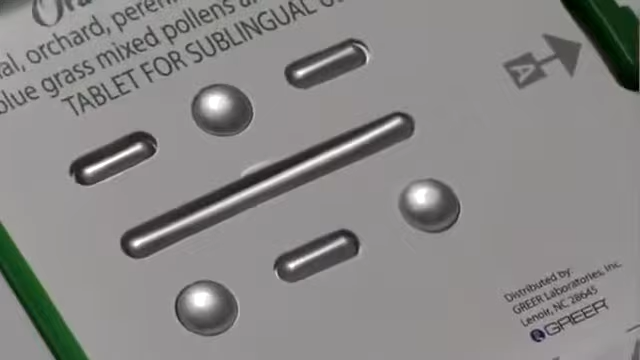 Ora
al, orchard, peren
blue grass mixed pollens
TABLET FOR SUBLINGUAL U
A
Distributed by:
GREER Laboratories, Inc.
Lenoir, NC 28645
GREER